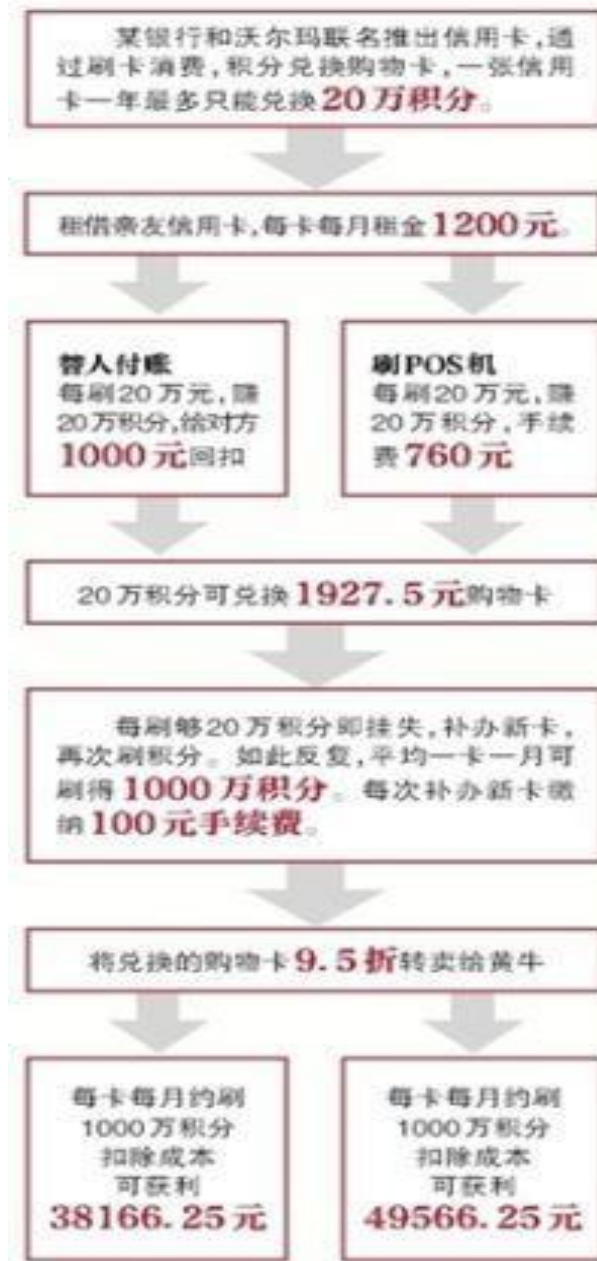 某银行和沃尔玛联名推出信用卡,通
过刷卡消费,积分兑换购物卡,一张信用
卡一年最多只能兑换20万积分。
租借亲友信用卡,每卡每月租金1200元。
替人付账
每刷20万元,赚
20万积分,给对方
1000元回扣
刷POS机
每刷20万元,赚
20万积分,手续
费760元
20万积分可兑换1927.5元购物卡
每刷够20万积分即挂失,补办新卡,
再次刷积分。如此反复,平均一卡一月可
刷得1000万积分。每次补办新卡缴
纳100元手续费。
将兑换的购物卡9.5折转卖给黄牛
每卡每月约刷
1000万积分
扣除成本
可获利
38166.25元
每卡每月约刷
1000万积分
扣除成本
可获利
49566.25元